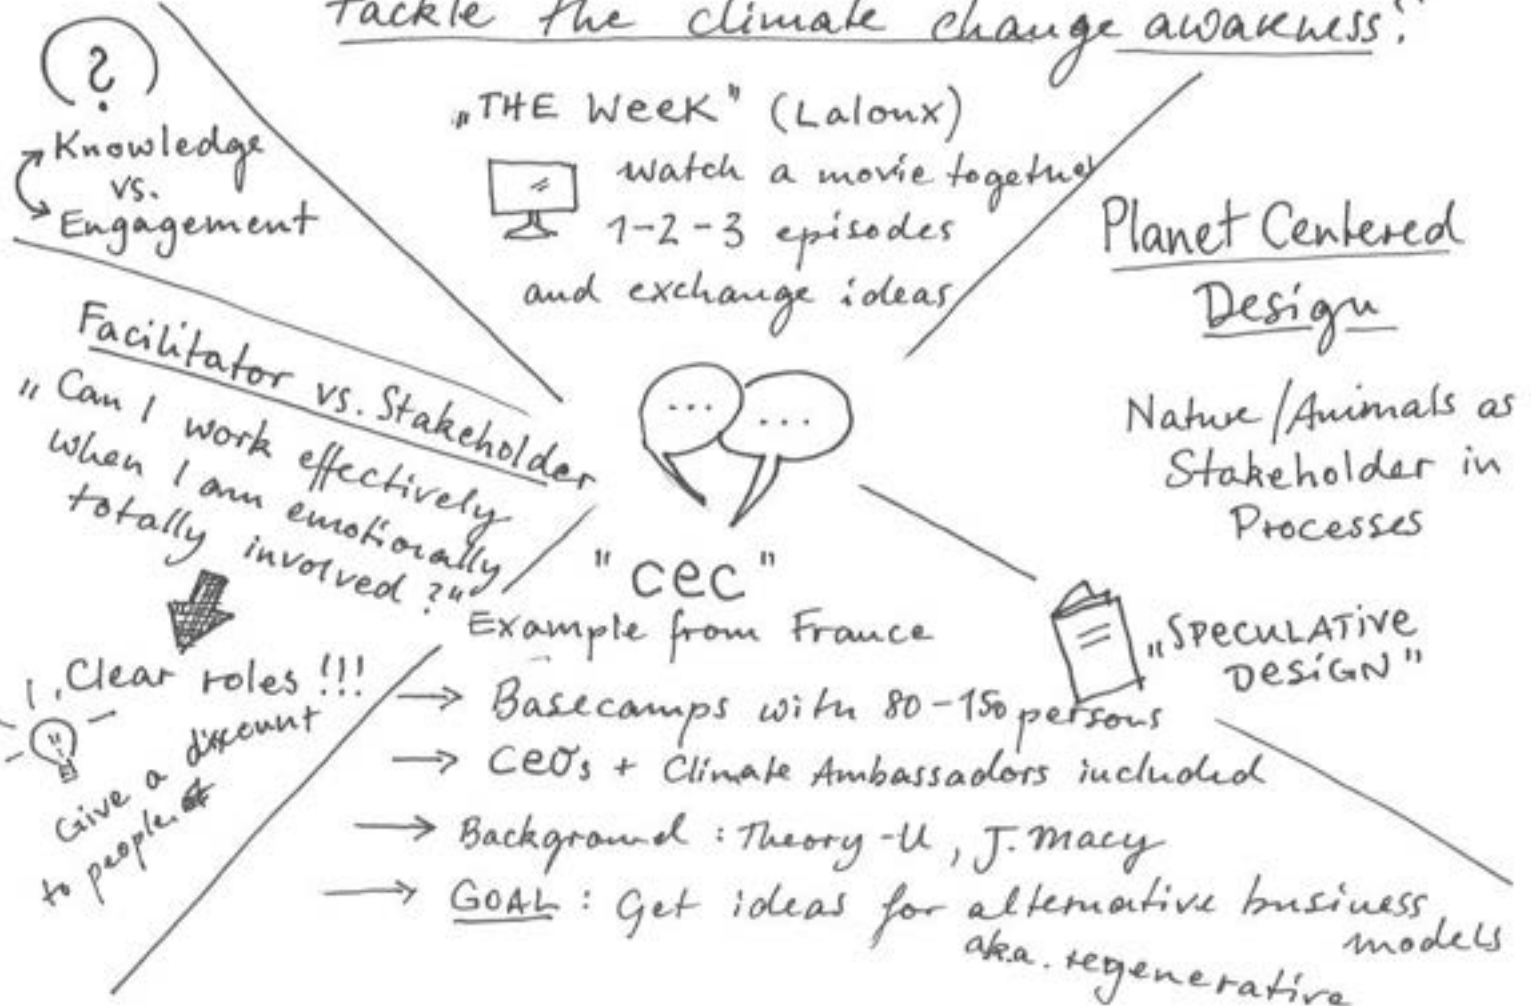 tackle the climate change awakness?
?
Knowledge
vs.
Engagement
„THE WEEK" (Laloux)
watch a movie together
1-2-3 episodes
and exchange ideas
Planet Centered
Design
Nature/Animals as
Stakeholder in
Processes
„SPECULATIVE
DESIGN"
Facilitator vs. Stakeholder
„Can I work effectively
when I am emotionally
totally involved?"
Clear roles !!!
Give a discount
to people
... ...
"cec"
Example from France
→ Basecamps with 80-150 persons
→ CEOs + Climate Ambassadors included
→ Background: Theory-U, J. Macy
→ GOAL: Get ideas for alternative business
models
aka. regenerative